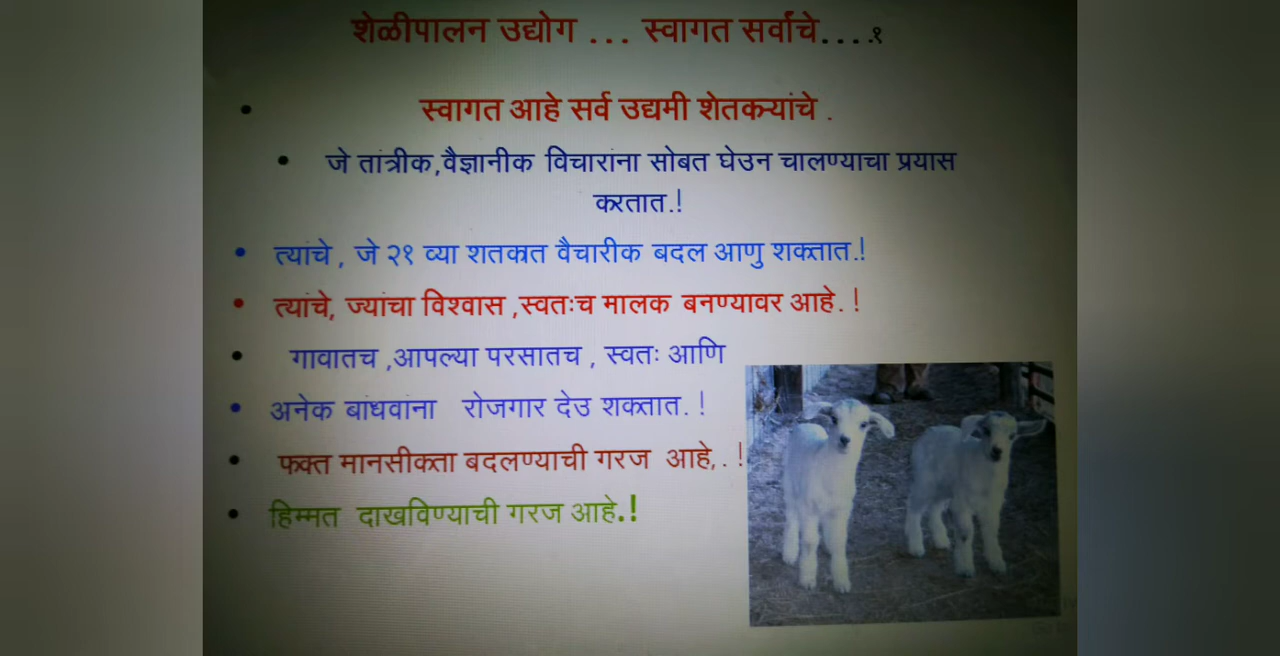 शेळीपालन उद्योग ... स्वागत सर्वांचे....१
• स्वागत आहे सर्व उद्यमी शेतकऱ्यांचे .
• जे तांत्रीक,वैज्ञानीक विचारांना सोबत घेउन चालण्याचा प्रयास
करतात.!
• त्यांचे , जे २१ व्या शतकात वैचारीक बदल आणु शक्तात.!
• त्यांचे, ज्यांचा विश्वास ,स्वतःच मालक बनण्यावर आहे. !
• गावातच ,आपल्या परसातच , स्वतः आणि
• अनेक बांधवांना रोजगार देउ शक्तात. !
• फक्त मानसीकता बदलण्याची गरज आहे,. !
• हिम्मत दाखविण्याची गरज आहे.!